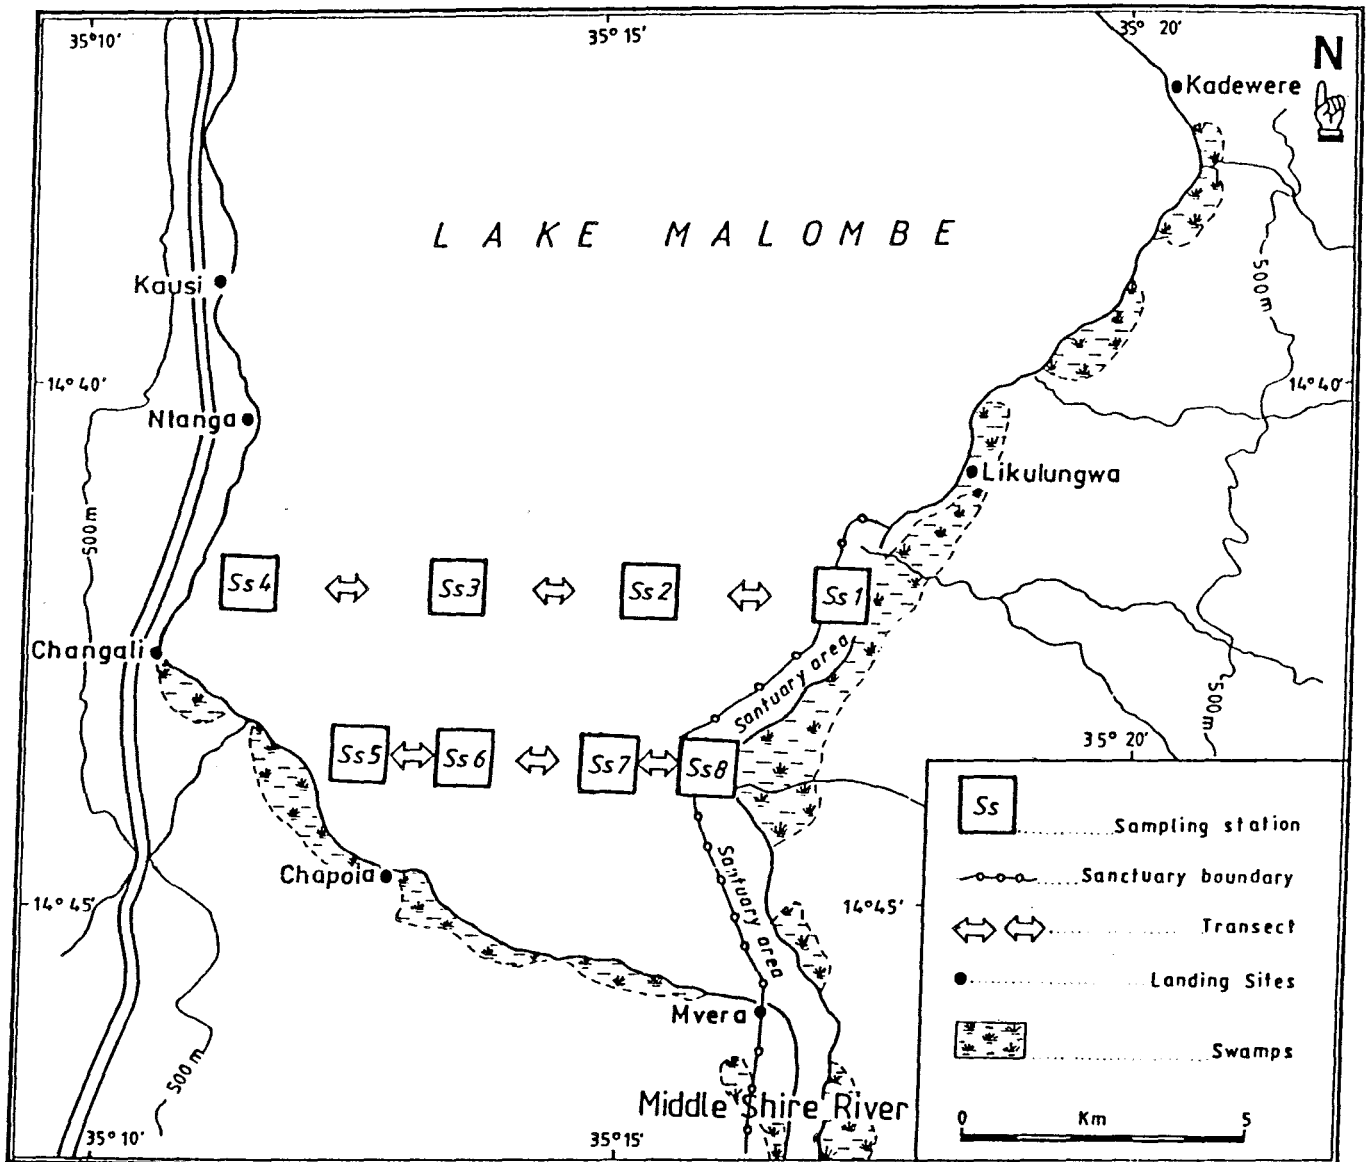 35°10'
35°15'
35° 20'
N
Kadewere
LAKE MALOMBE
500m
Kausi
14° 40'
14° 40'
Ntanga
Likulungwa
500m
Ss4
Ss3
Ss2
Ss1
Changali
Santuary area
500m
35° 20'
Ss5
Ss6
Ss7
Ss8
Ss
Sampling station
Chapola
Santuary area
Sanctuary boundary
14° 45'
14° 45'
Transect
Landing Sites
Mvera
Swamps
500m
Middle Shire River
0 Km 5
35° 10'
35° 15'